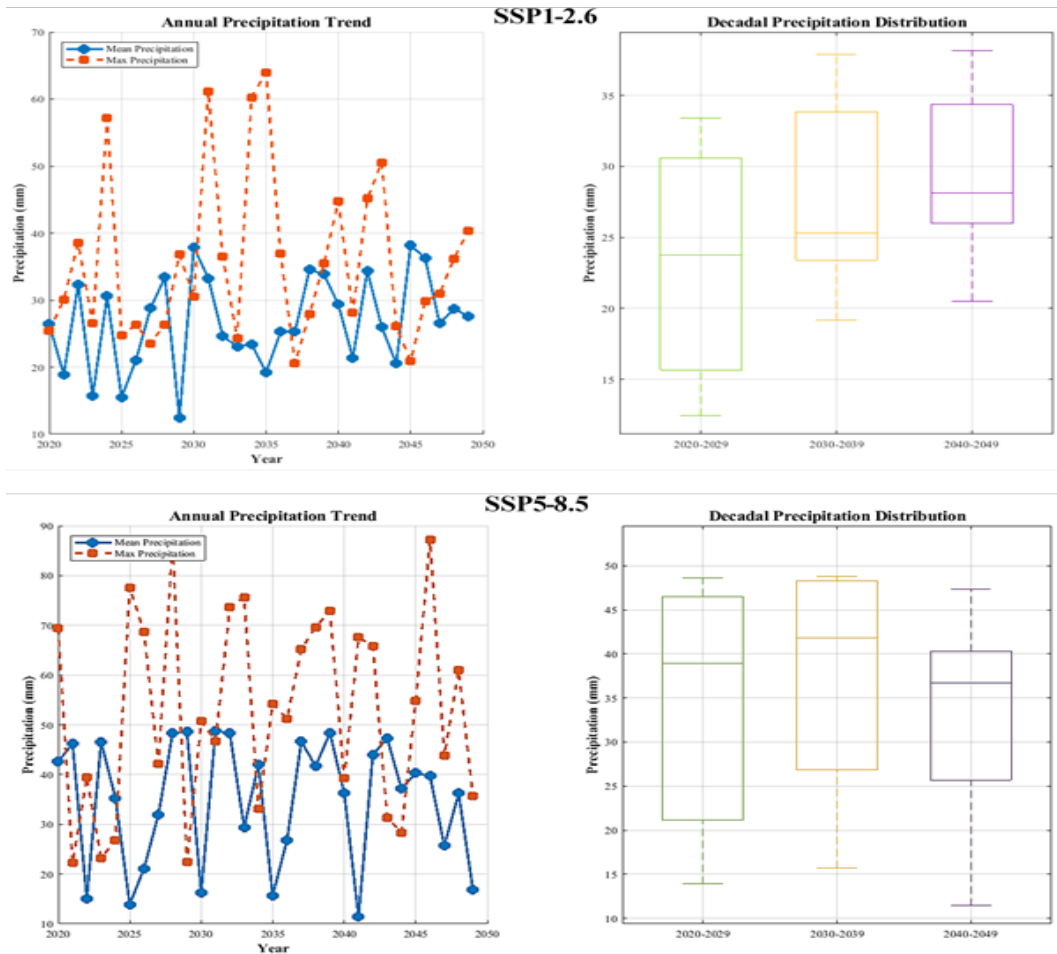 SSP1-2.6
Annual Precipitation Trend
Mean Precipitation
Max Precipitation
Precipitation (mm)
70
60
50
40
30
20
10
2020 2025 2030 2035 2040 2045 2050
Year
Decadal Precipitation Distribution
Precipitation (mm)
35
30
25
20
15
2020-2029 2030-2039 2040-2049
SSP5-8.5
Annual Precipitation Trend
Mean Precipitation
Max Precipitation
Precipitation (mm)
90
80
70
60
50
40
30
20
10
2020 2025 2030 2035 2040 2045 2050
Year
Decadal Precipitation Distribution
Precipitation (mm)
50
45
40
35
30
25
20
15
10
2020-2029 2030-2039 2040-2049